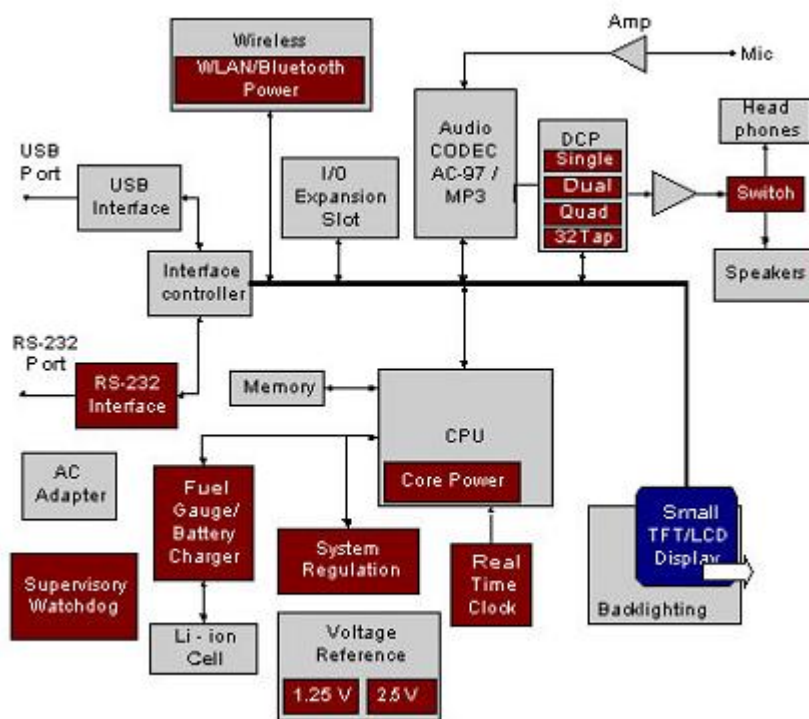 Amp
Wireless
WLAN/Bluetooth
Power
Mic
Audio
CODEC
AC-97 /
MP3
DCP
Single
Dual
Quad
32Tap
Head
phones
Switch
Speakers
USB
Port
USB
Interface
I/O
Expansion
Slot
Interface
controller
RS-232
Port
RS-232
Interface
Memory
CPU
Core Power
AC
Adapter
Fuel
Gauge/
Battery
Charger
System
Regulation
Real
Time
Clock
Small
TFT/LCD
Display
Backlighting
Supervisory
Watchdog
Li - ion
Cell
Voltage
Reference
1.25 V
2.5 V